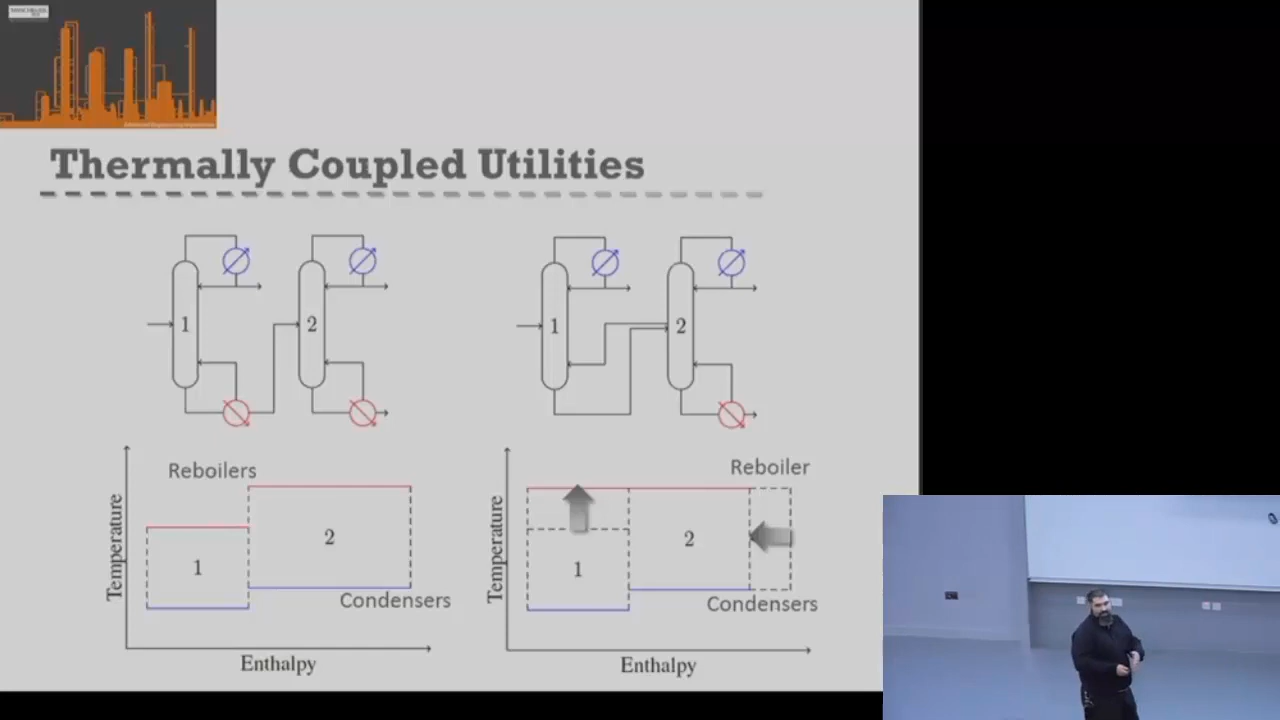 Thermally Coupled Utilities
1
2
1
2
Reboilers
Temperature
1
2
Condensers
Enthalpy
Reboiler
Temperature
1
2
Condensers
Enthalpy